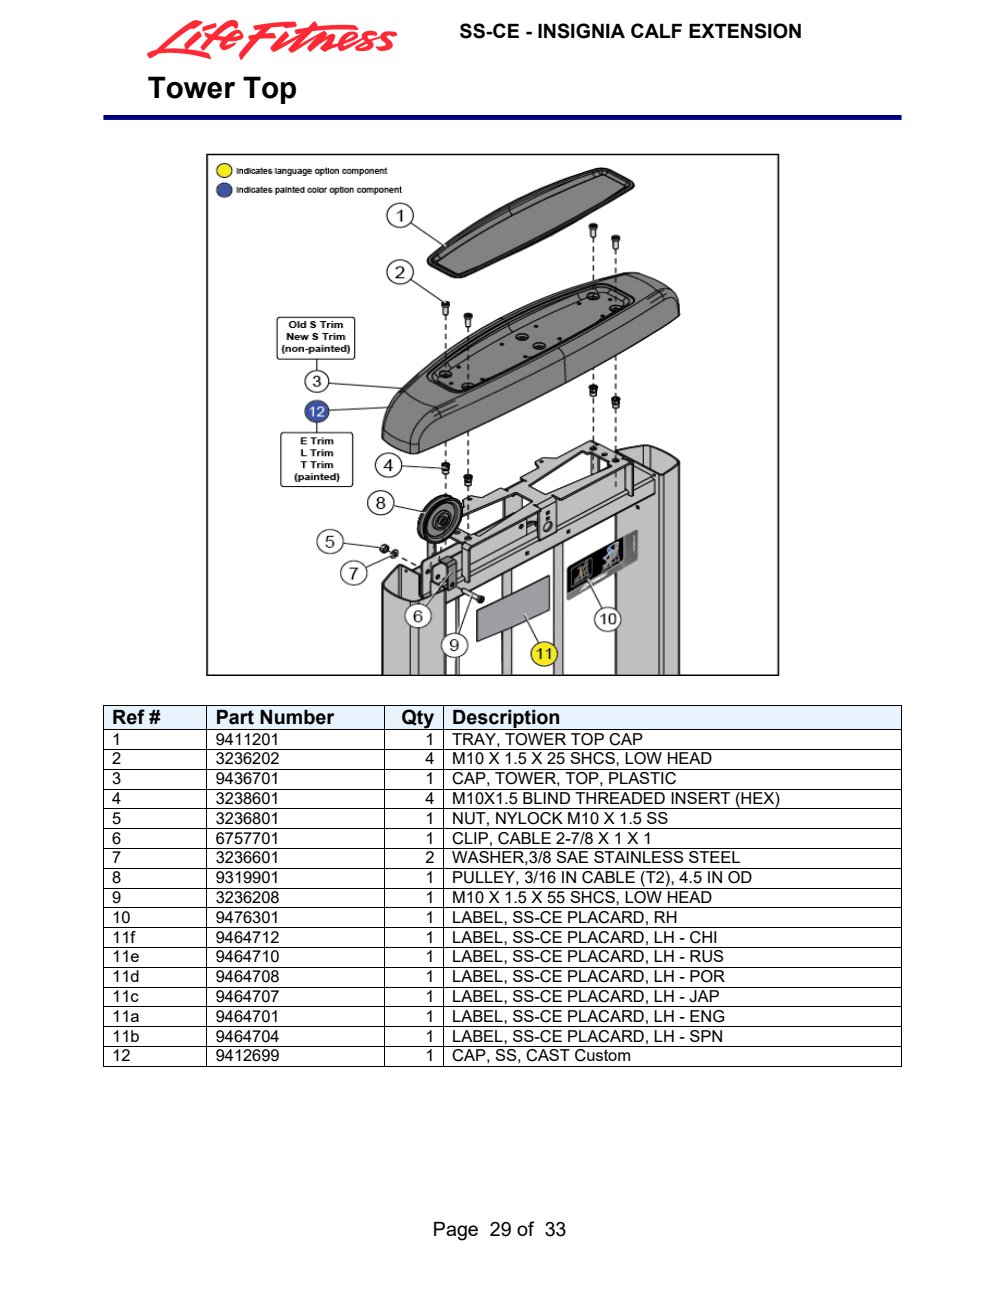 Life Fitness
SS-CE - INSIGNIA CALF EXTENSION
Tower Top
Indicates language option component
Indicates painted color option component
1
2
Old S Trim
New S Trim
(non-painted)
3
12
E Trim
L Trim
T Trim
(painted)
4
8
5
7
6
9
10
11
Ref # Part Number Qty Description
1 9411201 1 TRAY, TOWER TOP CAP
2 3236202 4 M10 X 1.5 X 25 SHCS, LOW HEAD
3 9436701 1 CAP, TOWER, TOP, PLASTIC
4 3238601 4 M10X1.5 BLIND THREADED INSERT (HEX)
5 3236801 1 NUT, NYLOCK M10 X 1.5 SS
6 6757701 1 CLIP, CABLE 2-7/8 X 1 X 1
7 3236601 2 WASHER,3/8 SAE STAINLESS STEEL
8 9319901 1 PULLEY, 3/16 IN CABLE (T2), 4.5 IN OD
9 3236208 1 M10 X 1.5 X 55 SHCS, LOW HEAD
10 9476301 1 LABEL, SS-CE PLACARD, RH
11f 9464712 1 LABEL, SS-CE PLACARD, LH - CHI
11e 9464710 1 LABEL, SS-CE PLACARD, LH - RUS
11d 9464708 1 LABEL, SS-CE PLACARD, LH - POR
11c 9464707 1 LABEL, SS-CE PLACARD, LH - JAP
11a 9464701 1 LABEL, SS-CE PLACARD, LH - ENG
11b 9464704 1 LABEL, SS-CE PLACARD, LH - SPN
12 9412699 1 CAP, SS, CAST Custom
Page 29 of 33